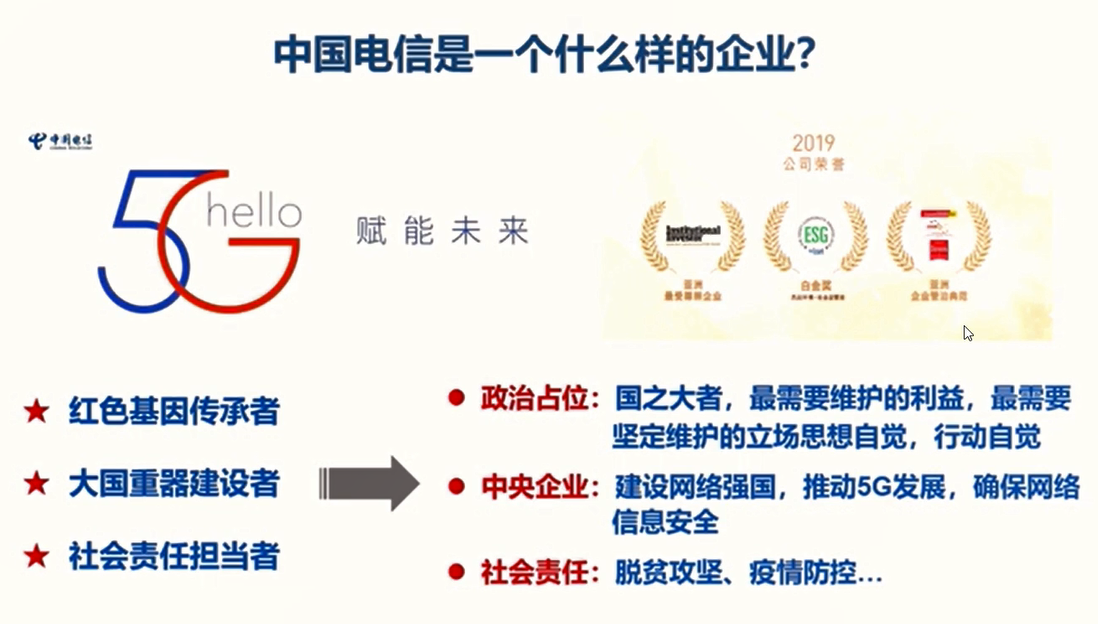 中国电信是一个什么样的企业？
中国电信
5G
hello
赋能未来
2019
公司荣誉
Institutional
Investor
ESG
亚洲
最受尊崇企业
白金奖
亚洲
企业管治典范
★ 红色基因传承者
★ 大国重器建设者
★ 社会责任担当者
● 政治占位：国之大者，最需要维护的利益，最需要
坚定维护的立场思想自觉，行动自觉
● 中央企业：建设网络强国，推动5G发展，确保网络
信息安全
● 社会责任：脱贫攻坚、疫情防控…